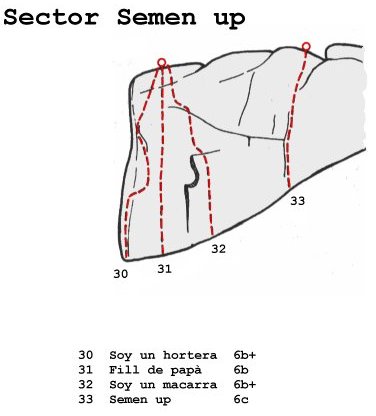 Sector Semen up
33
32
31
30
30 Soy un hortera 6b+
31 Fill de papà 6b
32 Soy un macarra 6b+
33 Semen up 6c